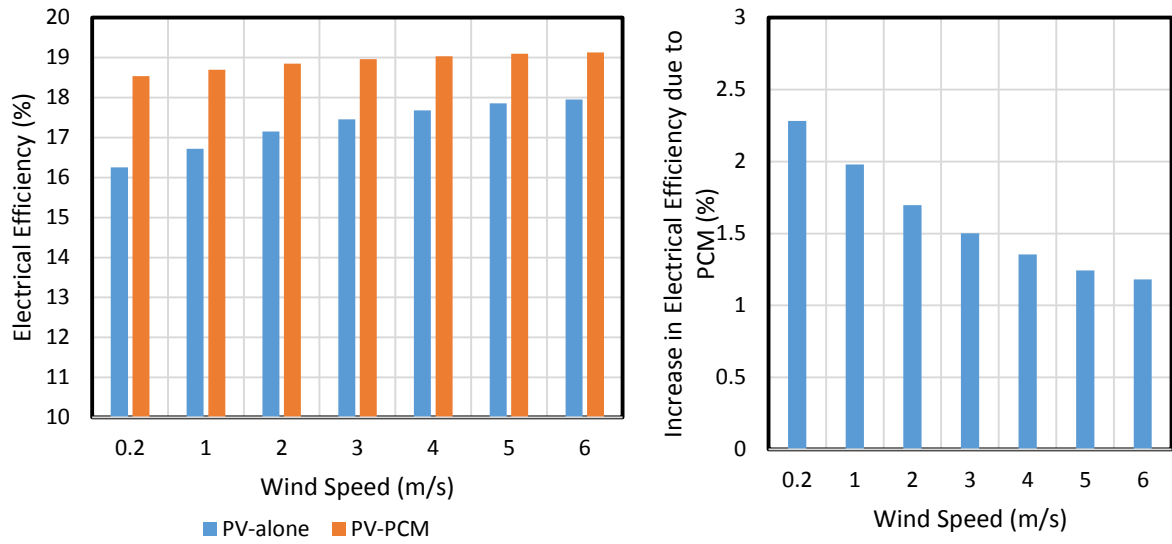 20
19
18
17
16
15
14
13
12
11
10
Electrical Efficiency (%)
0.2 1 2 3 4 5 6
Wind Speed (m/s)
PV-alone PV-PCM
3
2.5
2
1.5
1
0.5
0
Increase in Electrical Efficiency due to
PCM (%)
0.2 1 2 3 4 5 6
Wind Speed (m/s)